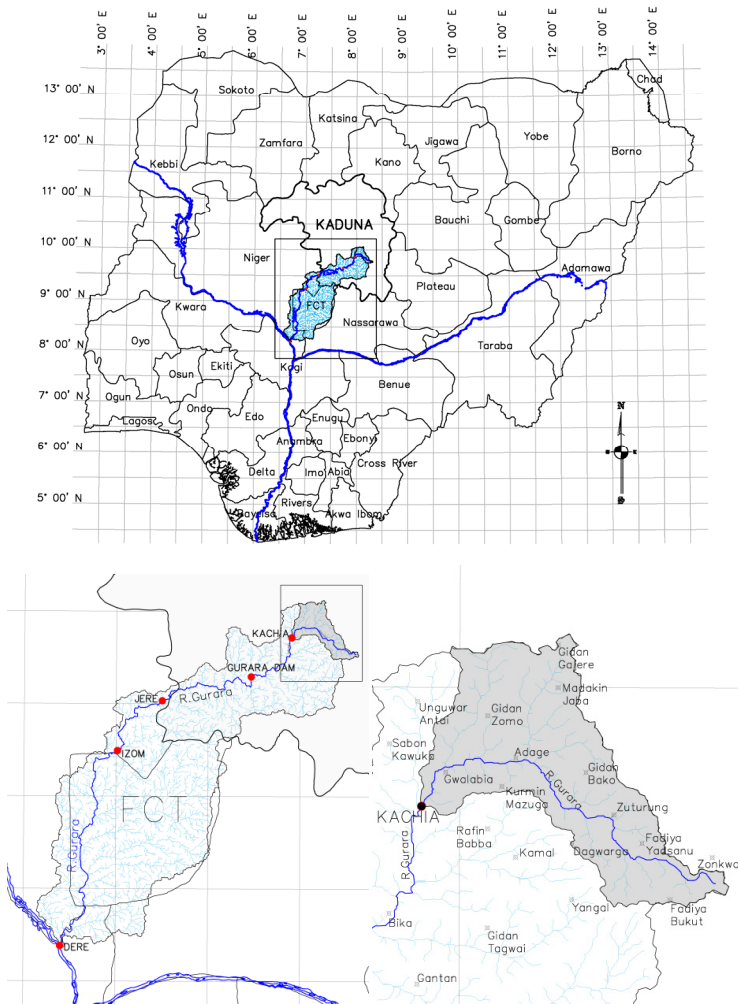 3° 00' E
4° 00' E
5° 00' E
6° 00' E
7° 00' E
8° 00' E
9° 00' E
10° 00' E
11° 00' E
12° 00' E
13° 00' E
14° 00' E
13° 00' N
12° 00' N
11° 00' N
10° 00' N
9° 00' N
8° 00' N
7° 00' N
6° 00' N
5° 00' N
Chad
Sokoto
Katsina
Zamfara
Jigawa
Yobe
Borno
Kebbi
Kano
KADUNA
Bauchi
Gombe
Niger
Adamawa
Plateau
FCT
Kwara
Nassarawa
Oyo
Taraba
Ekiti
Kogi
Osun
Benue
Ogun
Ondo
Edo
Enugu
Lagos
Anambra
Ebonyi
Cross River
Delta
Imo
Abia
Rivers
Bayelsa
Akwa Ibom
N
KACHIA
GURARA DAM
JERE
R.Gurara
IZOM
FCT
R.Gurara
DERE
Gidan
Gajere
Madakin
Jaba
Unguwar
Antai
Gidan
Zomo
Sabon
Kawuka
Adage
Gidan
Bako
Gwalabia
R.Gurara
Kurmin
Mazuga
KACHIA
Zuturung
Rafin
Babba
R.Gurara
Fadiya
Yadsanu
Kamal
Dagwarga
Zonkwa
Yangal
Fadiya
Bukut
Bika
Gidan
Tagwai
Gantan